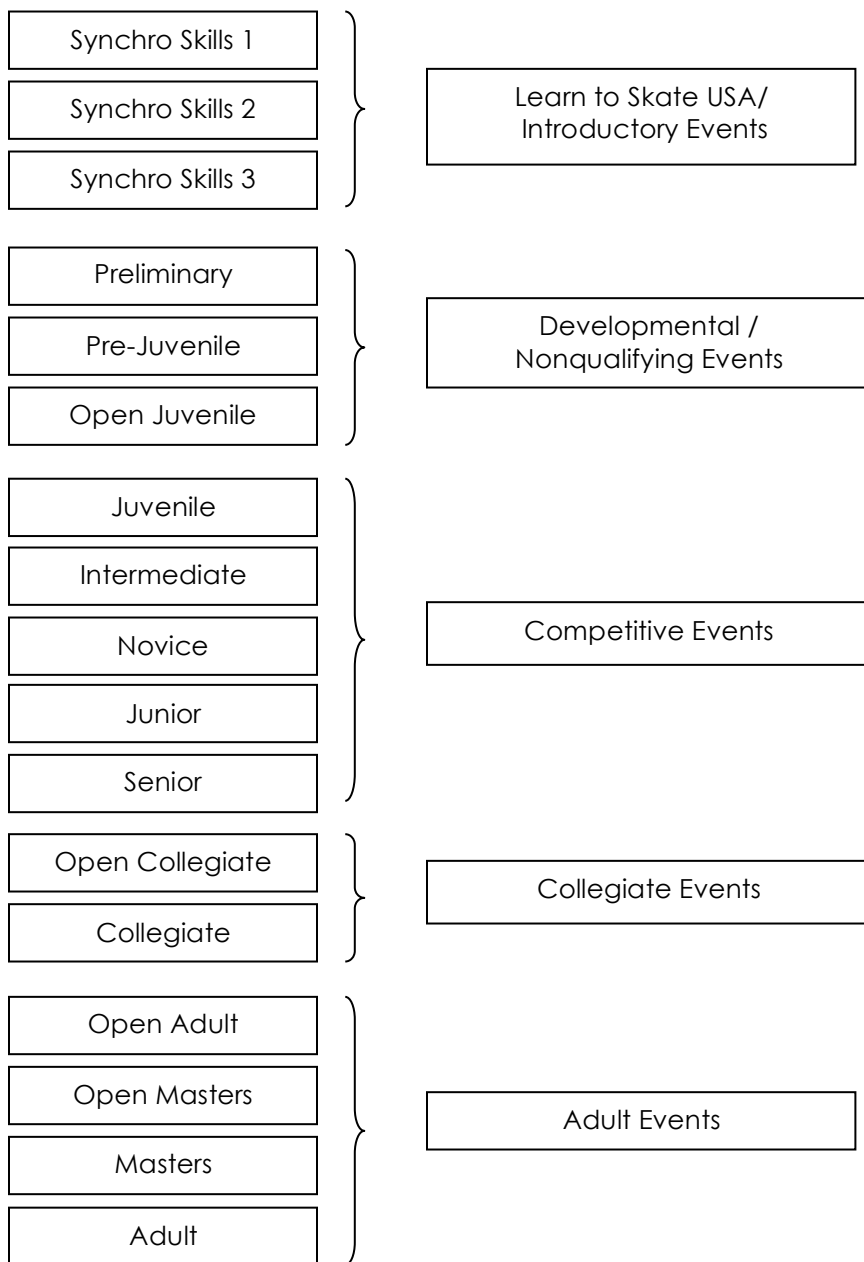 Synchro Skills 1
Synchro Skills 2
Synchro Skills 3
Learn to Skate USA/
Introductory Events
Preliminary
Pre-Juvenile
Open Juvenile
Developmental /
Nonqualifying Events
Juvenile
Intermediate
Novice
Junior
Senior
Competitive Events
Open Collegiate
Collegiate
Collegiate Events
Open Adult
Open Masters
Masters
Adult
Adult Events